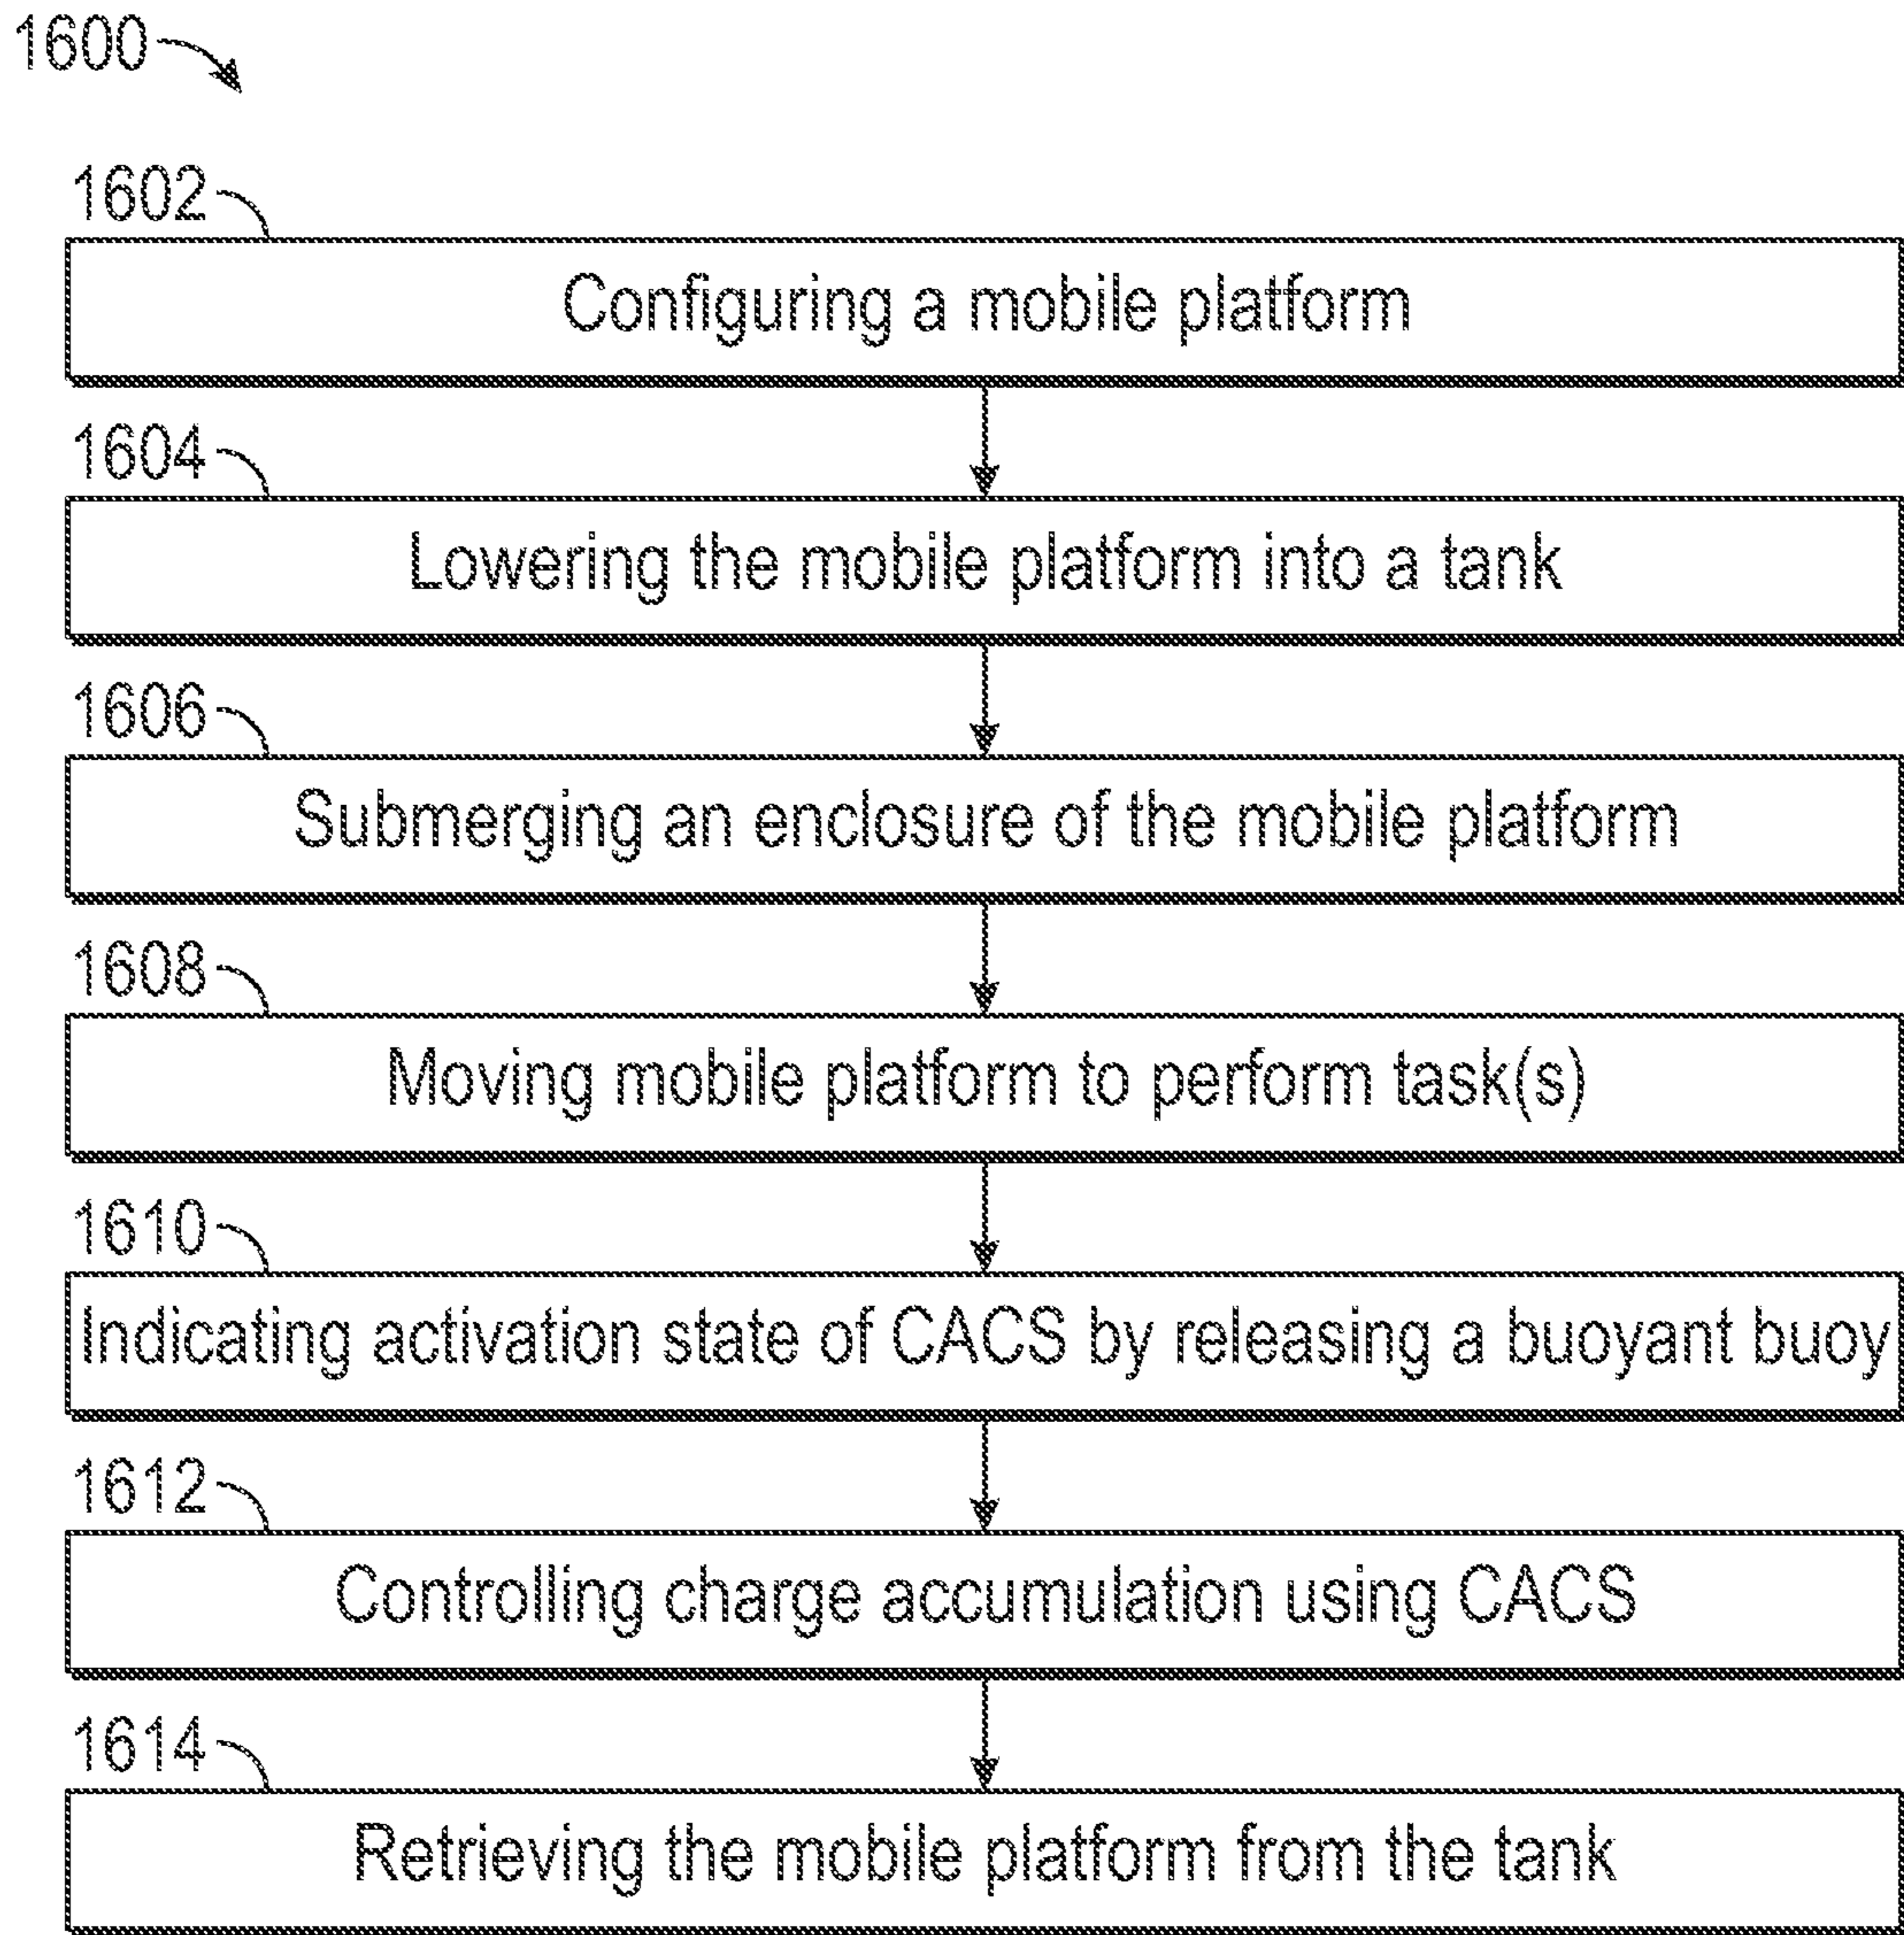 1600
1602
Configuring a mobile platform
1604
Lowering the mobile platform into a tank
1606
Submerging an enclosure of the mobile platform
1608
Moving mobile platform to perform task(s)
1610
Indicating activation state of CACS by releasing a buoyant buoy
1612
Controlling charge accumulation using CACS
1614
Retrieving the mobile platform from the tank